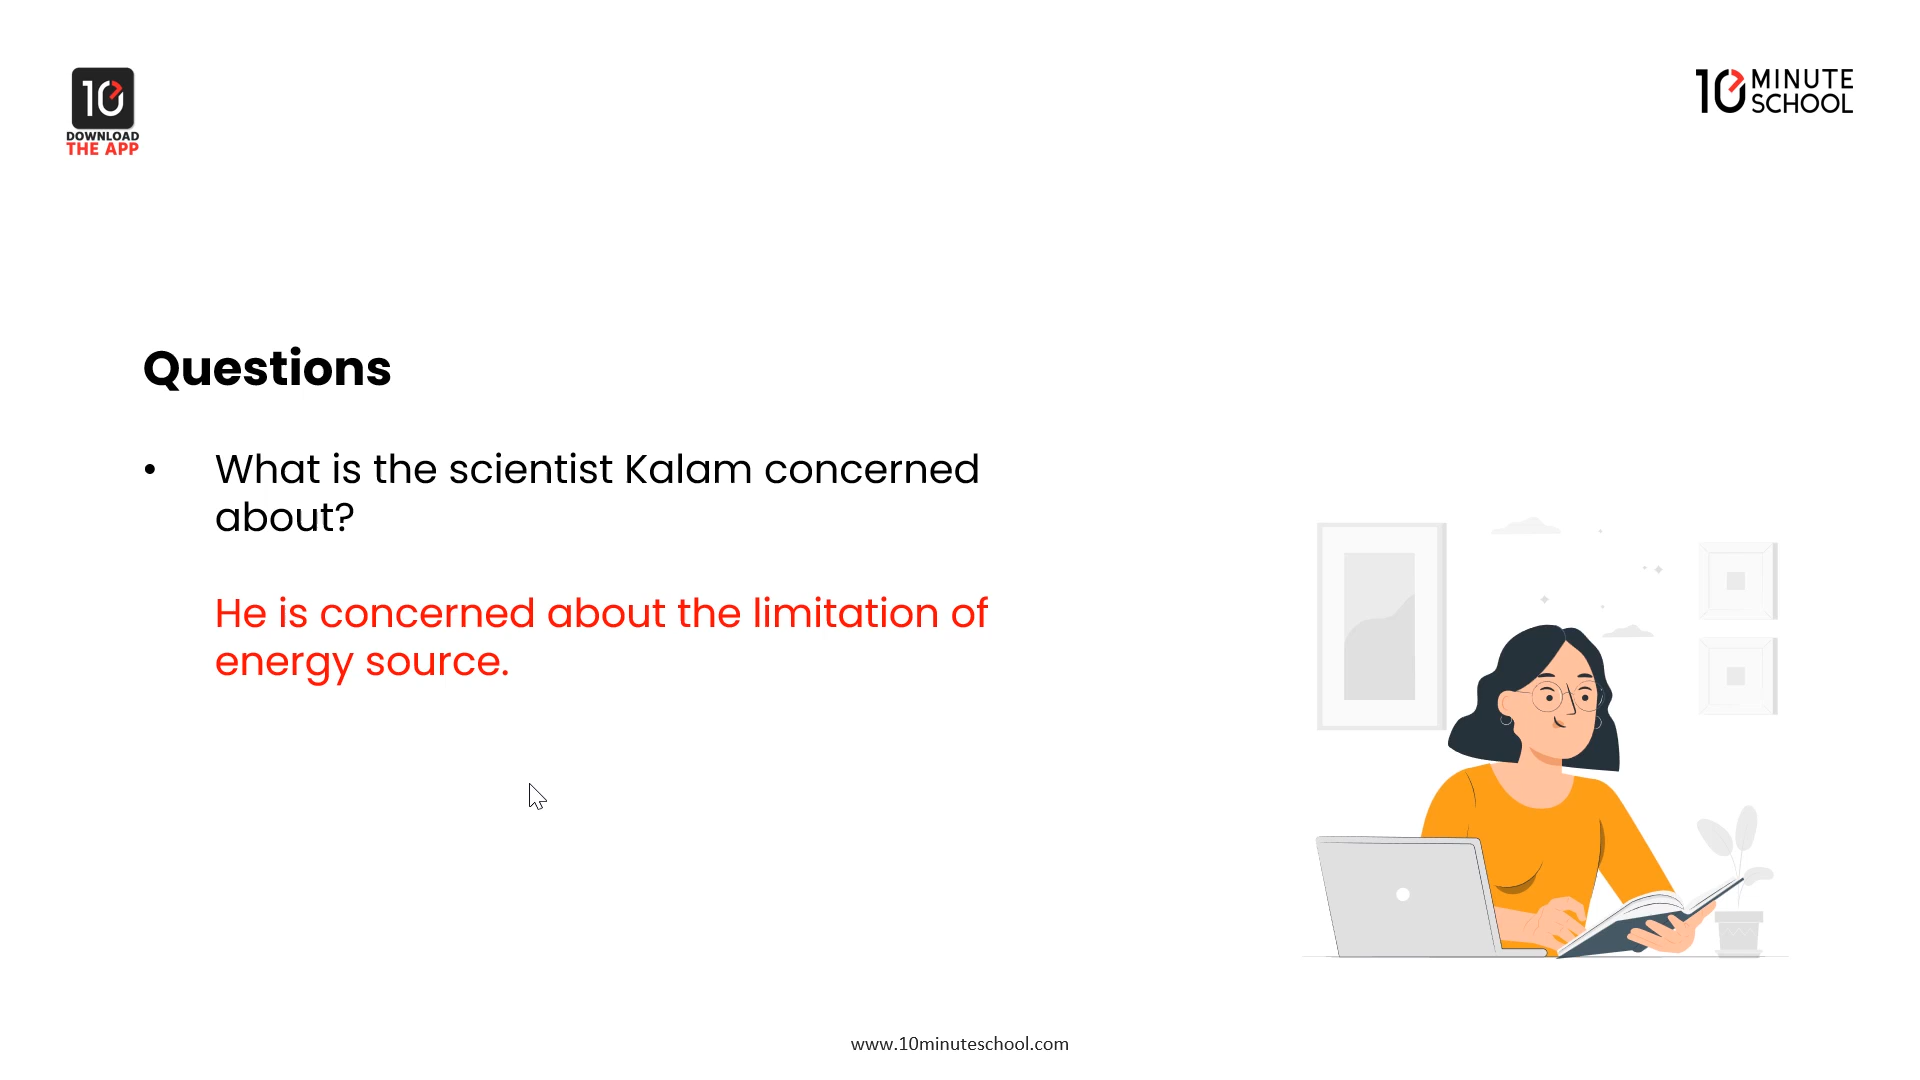 10
DOWNLOAD
THE APP
10 MINUTE
SCHOOL
Questions
• What is the scientist Kalam concerned
about?
He is concerned about the limitation of
energy source.
www.10minuteschool.com